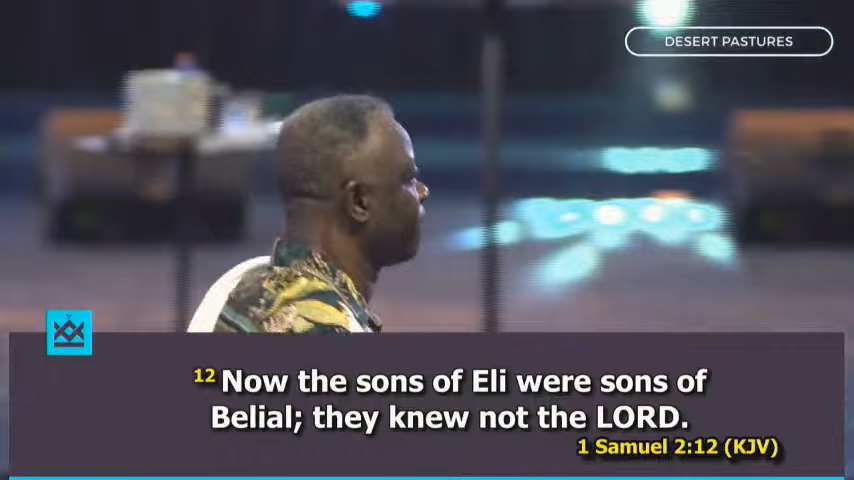 DESERT PASTURES
12 Now the sons of Eli were sons of
Belial; they knew not the LORD.
1 Samuel 2:12 (KJV)